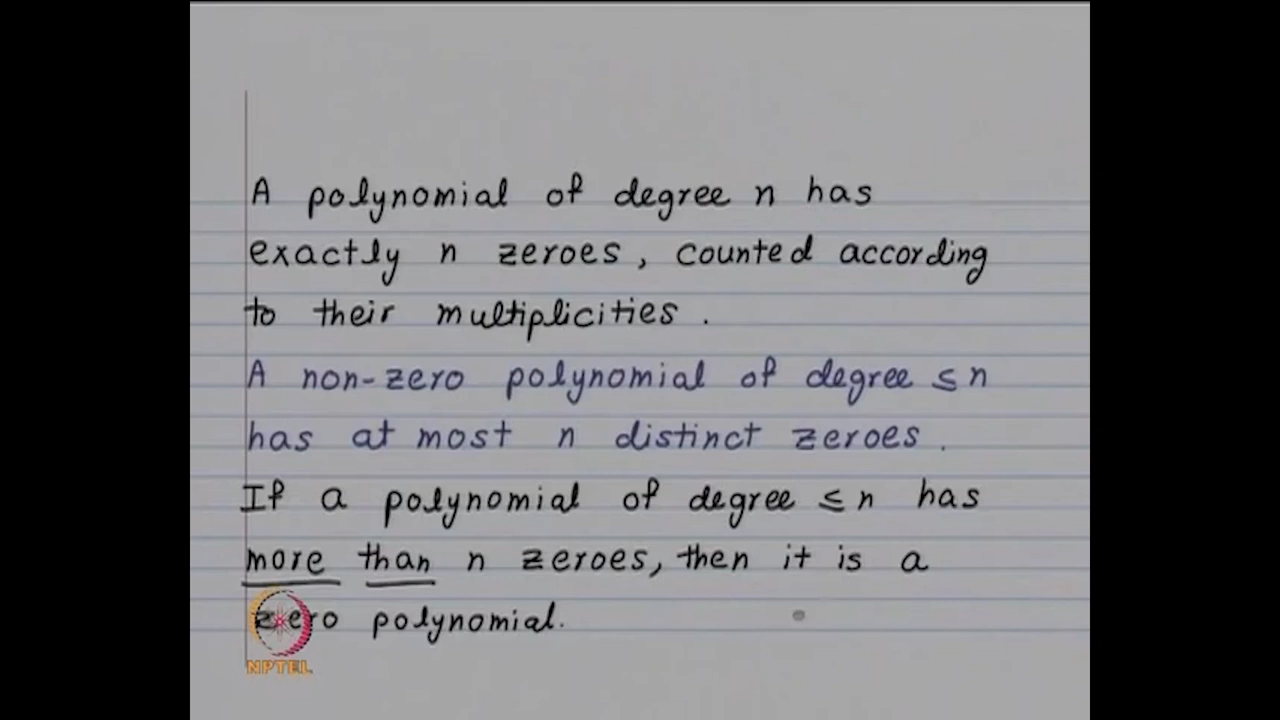 A polynomial of degree n has
exactly n zeroes, counted according
to their multiplicities.
A non-zero polynomial of degree ≤ n
has at most n distinct zeroes.
If a polynomial of degree ≤ n has
more than n zeroes, then it is a
zero polynomial.
NPTEL